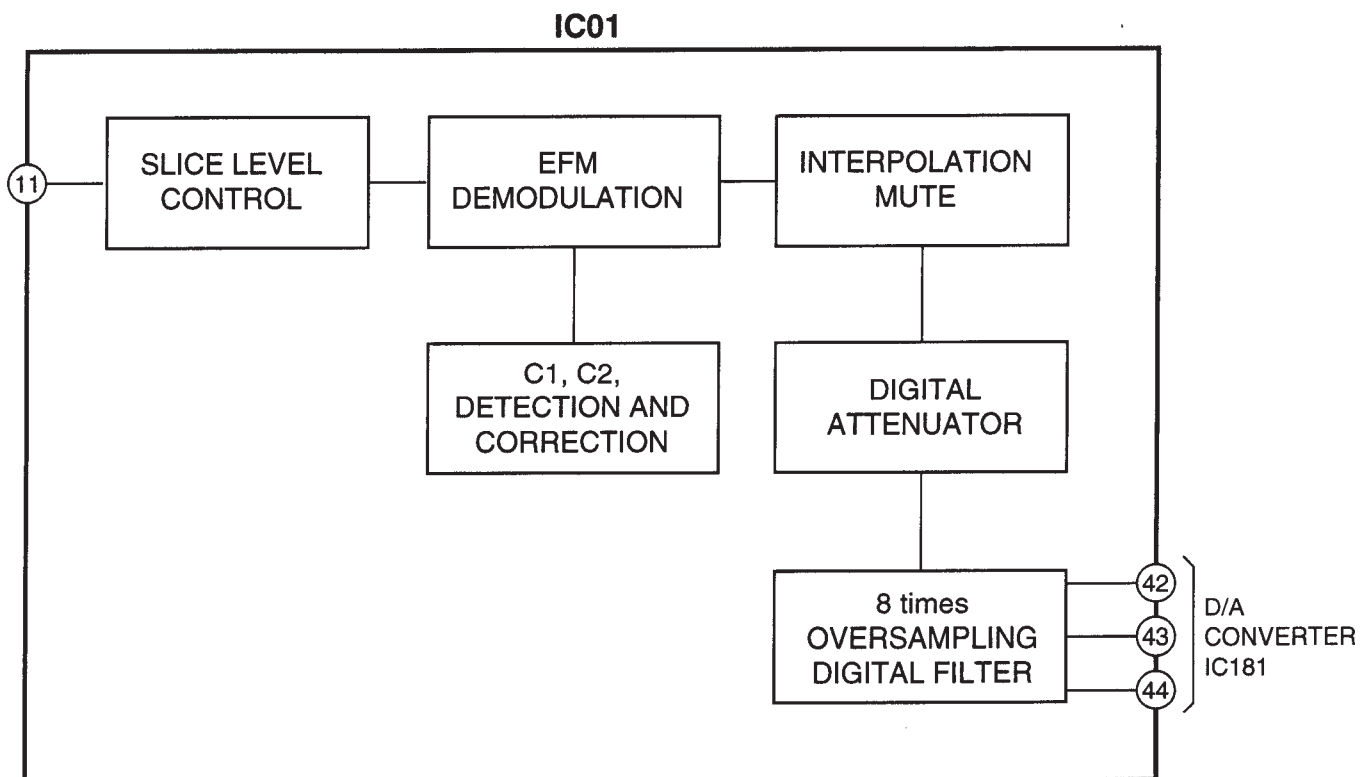 IC01
11
SLICE LEVEL
CONTROL
EFM
DEMODULATION
INTERPOLATION
MUTE
C1, C2,
DETECTION AND
CORRECTION
DIGITAL
ATTENUATOR
8 times
OVERSAMPLING
DIGITAL FILTER
42
43
44
D/A
CONVERTER
IC181